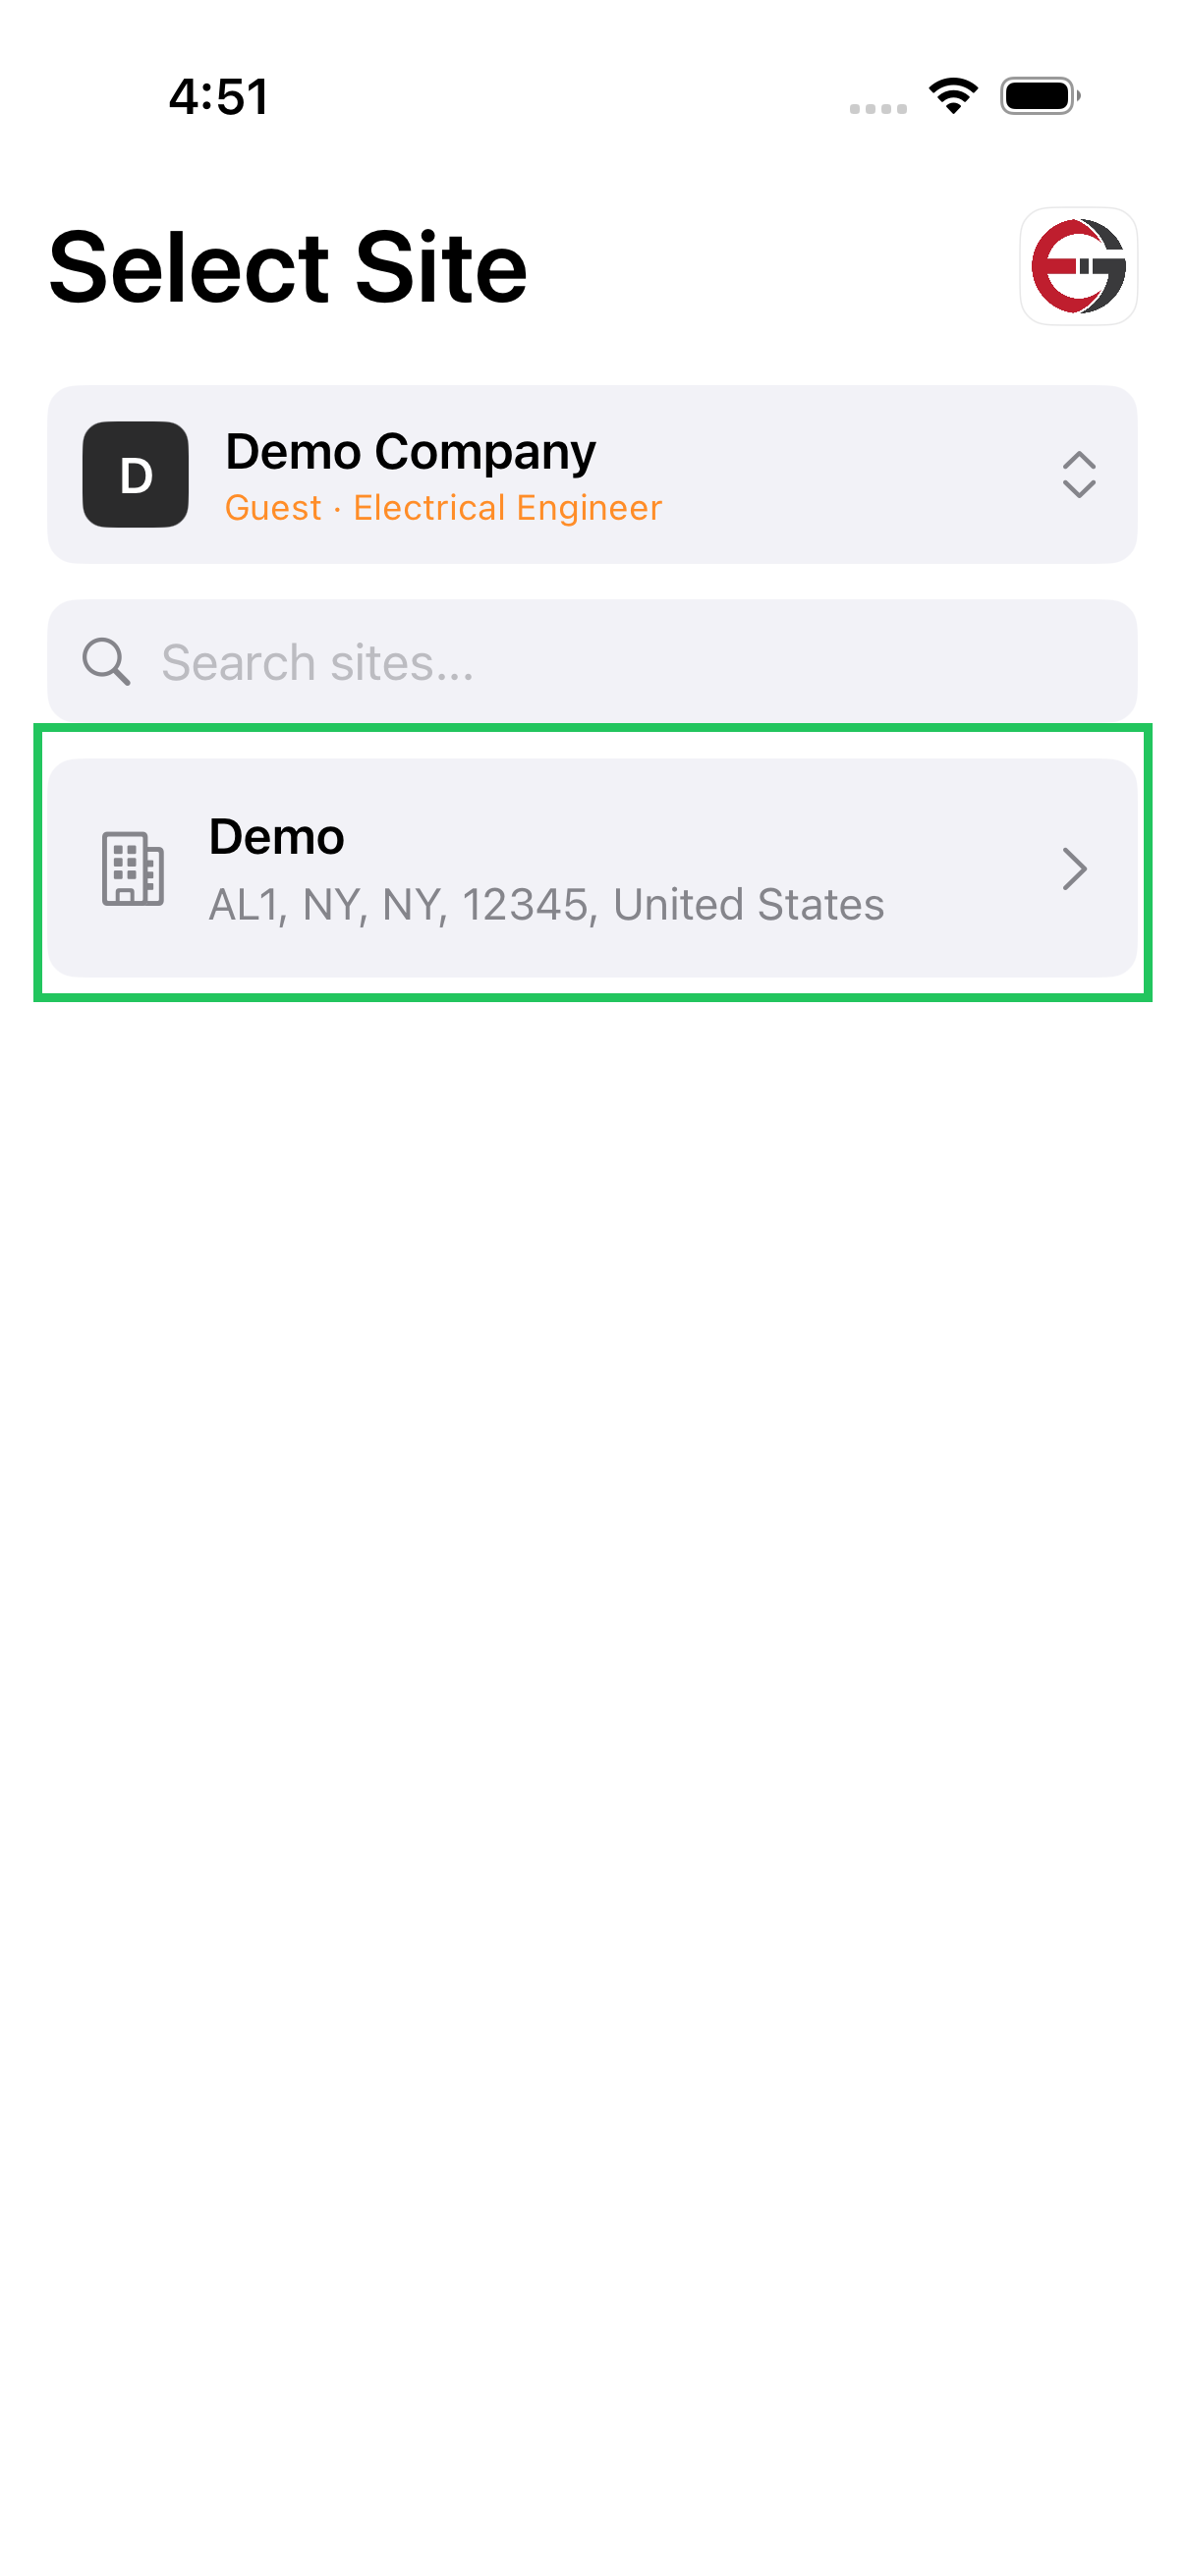 4:51
Select Site
D
Demo Company
Guest · Electrical Engineer
Search sites...
Demo
AL1, NY, NY, 12345, United States